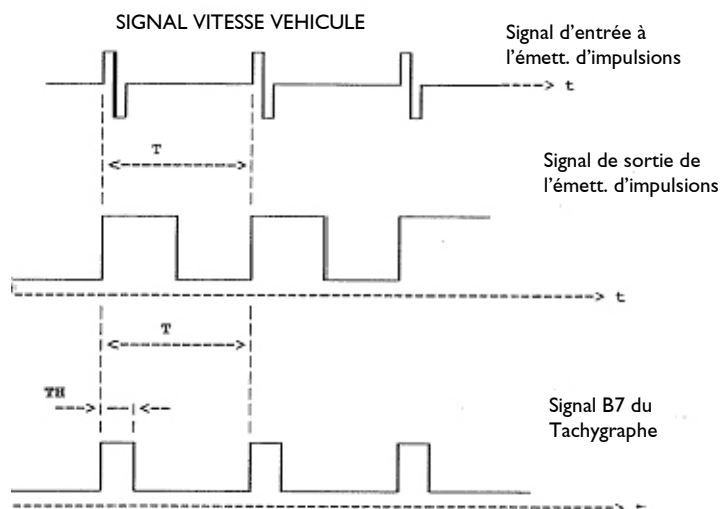 SIGNAL VITESSE VEHICULE
Signal d'entrée à
l'émett. d'impulsions
t
T
Signal de sortie de
l'émett. d'impulsions
t
T
TH
Signal B7 du
Tachygraphe
t